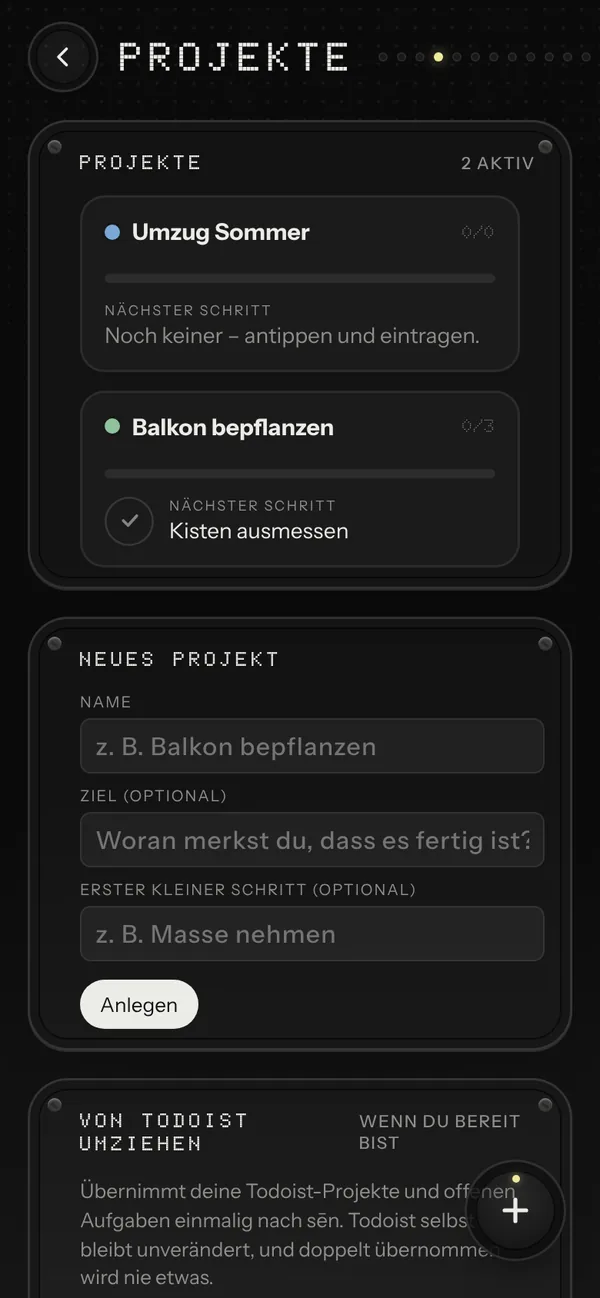 PROJEKTE
PROJEKTE
2 AKTIV
Umzug Sommer
0/0
NÄCHSTER SCHRITT
Noch keiner – antippen und eintragen.
Balkon bepflanzen
0/3
NÄCHSTER SCHRITT
Kisten ausmessen
NEUES PROJEKT
NAME
z. B. Balkon bepflanzen
ZIEL (OPTIONAL)
Woran merkst du, dass es fertig ist?
ERSTER KLEINER SCHRITT (OPTIONAL)
z. B. Masse nehmen
Anlegen
VON TODOIST
UMZIEHEN
WENN DU BEREIT
BIST
Übernimmt deine Todoist-Projekte und offenen
Aufgaben einmalig nach sēn. Todoist selbst
bleibt unverändert, und doppelt übernommen
wird nie etwas.